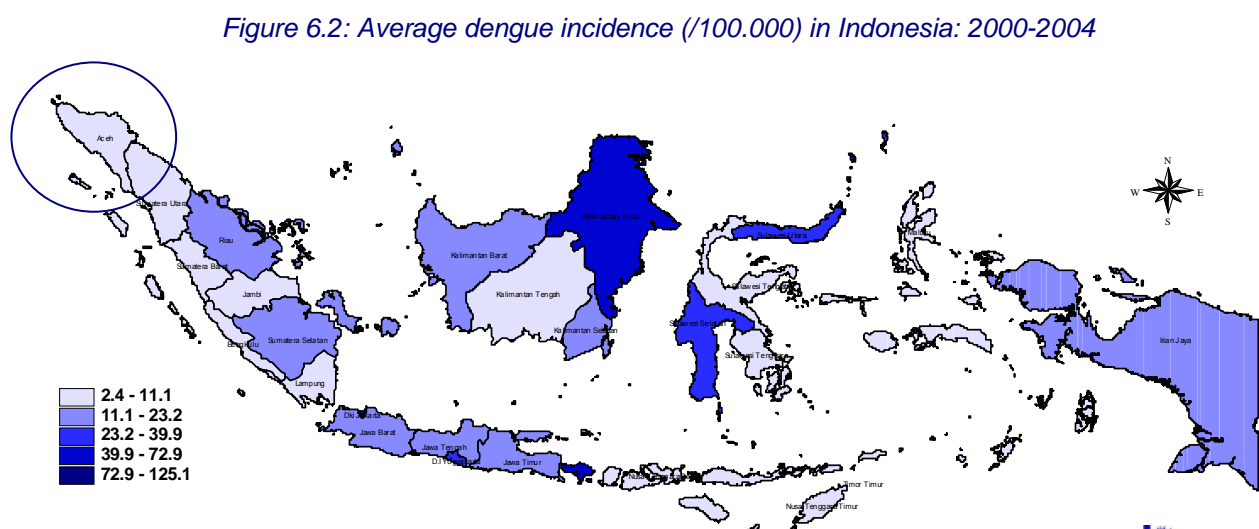 Figure 6.2: Average dengue incidence (/100.000) in Indonesia: 2000-2004
Aceh
N
W E
S
Sumatera Utara
Kalimantan Timur
Maluku
Riau
Sulawesi Utara
Kalimantan Barat
Sumatera Barat
Jambi
Kalimantan Tengah
Sulawesi Tengah
Sulawesi Selatan
Kalimantan Selatan
Irian Jaya
Bengkulu
Sumatera Selatan
Sulawesi Tenggara
Lampung
2.4 - 11.1
11.1 - 23.2
23.2 - 39.9
39.9 - 72.9
72.9 - 125.1
Dki Jakarta
Jawa Barat
Jawa Tengah
D.I Yogyakarta
Jawa Timur
Nusa Tenggara
Timor Timur
Nusa Tenggara Timur